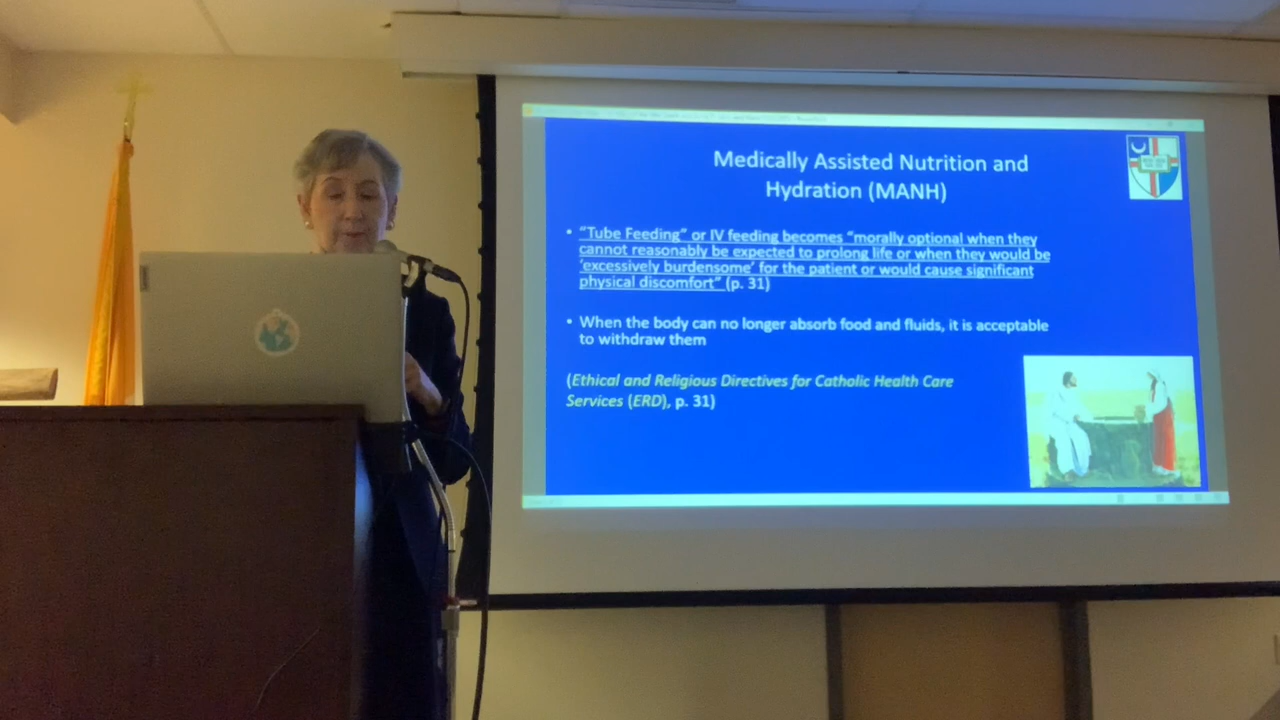 Medically Assisted Nutrition and
Hydration (MANH)
• “Tube Feeding” or IV feeding becomes “morally optional when they
cannot reasonably be expected to prolong life or when they would be
‘excessively burdensome’ for the patient or would cause significant
physical discomfort” (p. 31)
• When the body can no longer absorb food and fluids, it is acceptable
to withdraw them
(Ethical and Religious Directives for Catholic Health Care
Services (ERD), p. 31)